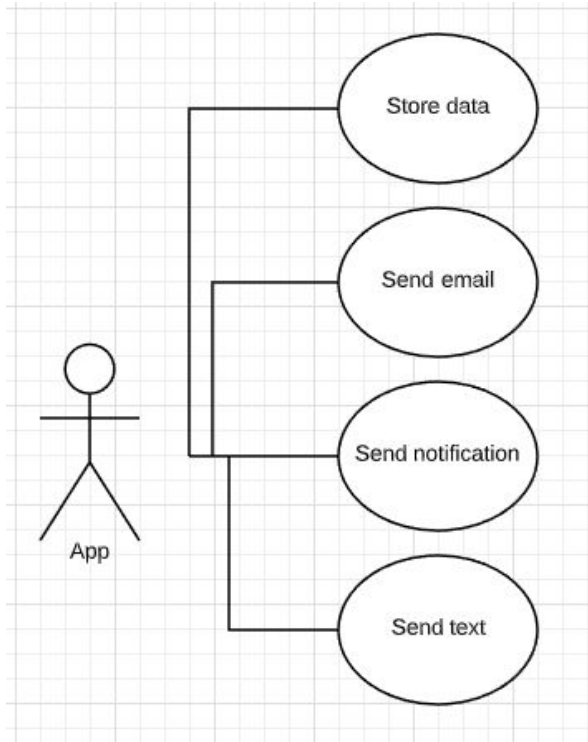 Store data
Send email
Send notification
App
Send text